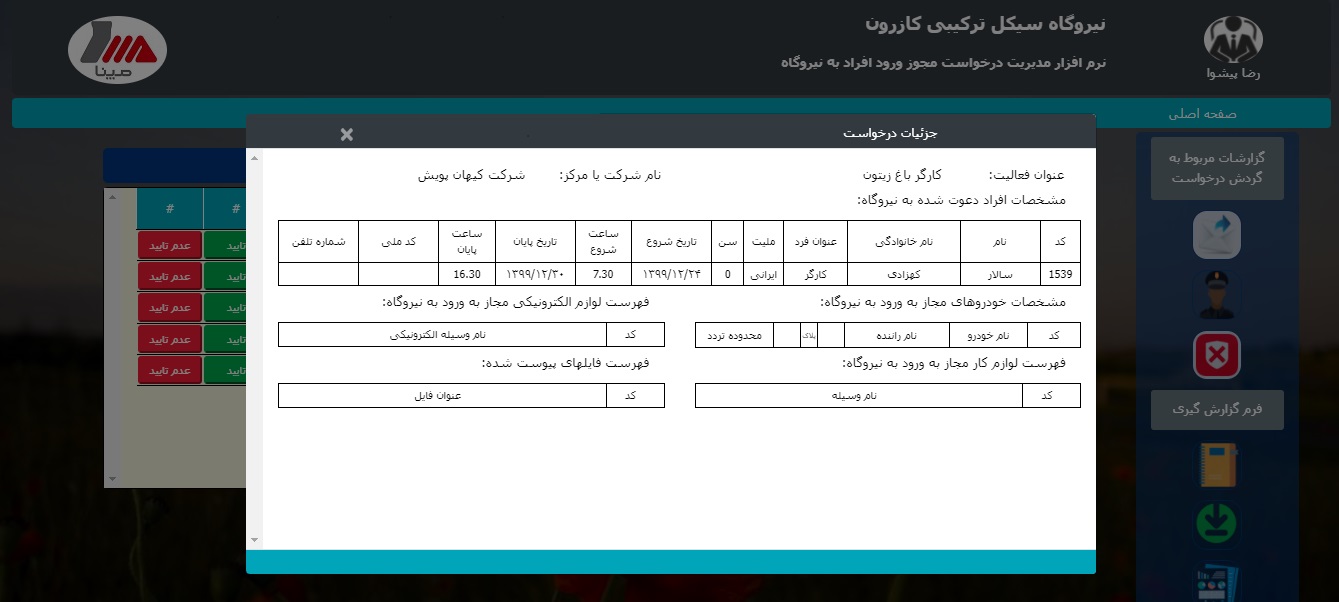 نیروگاه سیکل ترکیبی کازرون
نرم افزار مدیریت درخواست مجوز ورود افراد به نیروگاه
رضا پیشوا
مپنا
صفحه اصلی
گزارشات مربوط به
گردش درخواست
فرم گزارش گیری
جزئیات درخواست
عنوان فعالیت: کارگر باغ زیتون نام شرکت یا مرکز: شرکت کیهان پویش
مشخصات افراد دعوت شده به نیروگاه:
کد نام نام خانوادگی عنوان فرد ملیت سن تاریخ شروع ساعت شروع تاریخ پایان ساعت پایان کد ملی شماره تلفن
1539 سالار کهزادی کارگر ایرانی 0 ۱۳۹۹/۱۲/۲۴ 7.30 ۱۳۹۹/۱۲/۳۰ 16.30
مشخصات خودروهای مجاز به ورود به نیروگاه: فهرست لوازم الکترونیکی مجاز به ورود به نیروگاه:
کد نام خودرو نام راننده پلاک محدوده تردد کد نام وسیله الکترونیکی
فهرست لوازم کار مجاز به ورود به نیروگاه: فهرست فایلهای پیوست شده:
کد نام وسیله کد عنوان فایل
# #
تایید عدم تایید
تایید عدم تایید
تایید عدم تایید
تایید عدم تایید
تایید عدم تایید